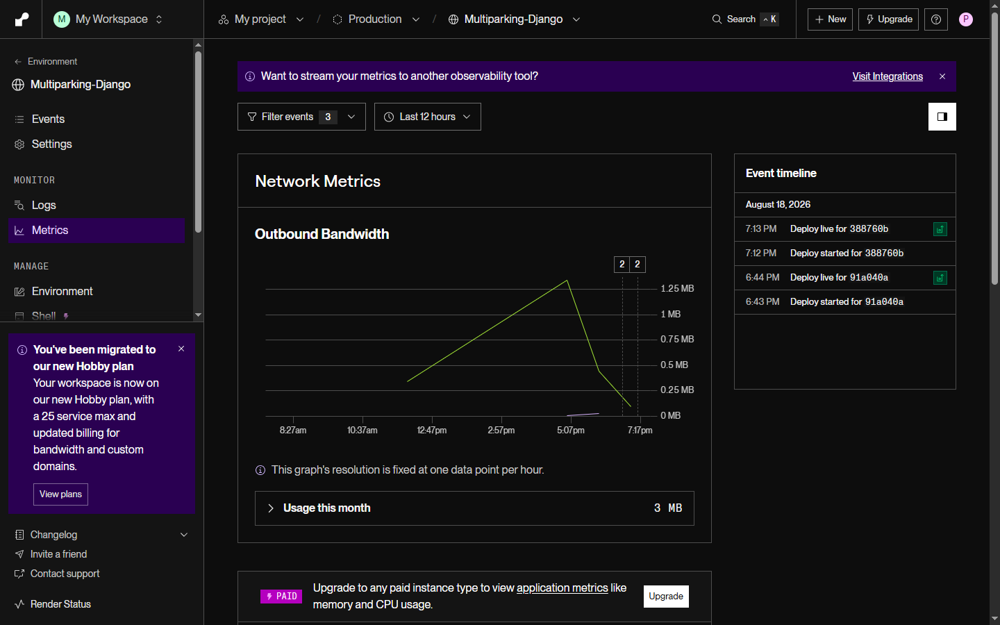 M My Workspace
My project / Production / Multiparking-Django
Search ^ K
+ New
Upgrade
P
← Environment
Multiparking-Django
Events
Settings
MONITOR
Logs
Metrics
MANAGE
Environment
Shell
You've been migrated to
our new Hobby plan
Your workspace is now on
our new Hobby plan, with
a 25 service max and
updated billing for
bandwidth and custom
domains.
View plans
Changelog
Invite a friend
Contact support
Render Status
Want to stream your metrics to another observability tool?
Visit Integrations
Filter events 3
Last 12 hours
Network Metrics
Outbound Bandwidth
2 2
1.25 MB
1 MB
0.75 MB
0.5 MB
0.25 MB
0 MB
8:27am 10:37am 12:47pm 2:57pm 5:07pm 7:17pm
This graph's resolution is fixed at one data point per hour.
Usage this month 3 MB
PAID
Upgrade to any paid instance type to view application metrics like
memory and CPU usage.
Upgrade
Event timeline
August 18, 2026
7:13 PM Deploy live for 388760b
7:12 PM Deploy started for 388760b
6:44 PM Deploy live for 91a040a
6:43 PM Deploy started for 91a040a